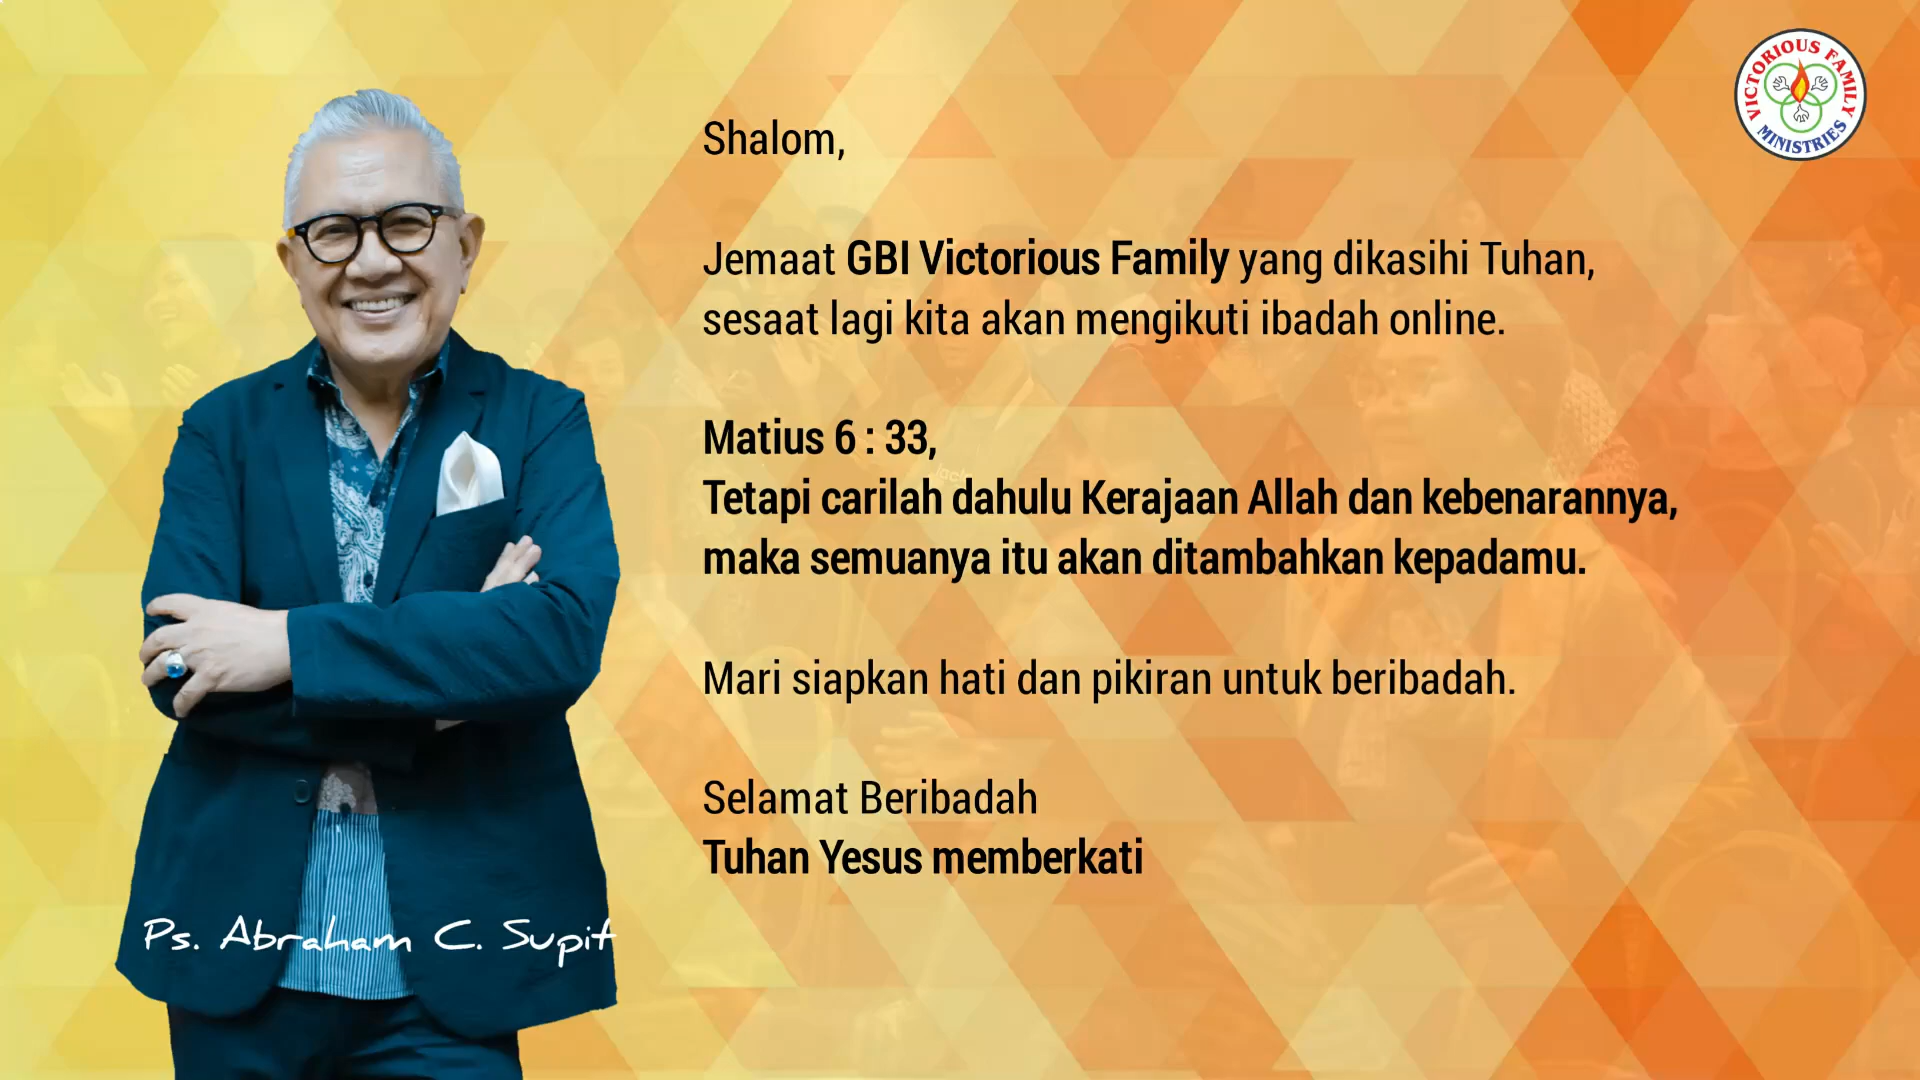 VICTORIOUS FAMILY
MINISTRIES
Shalom,
Jemaat GBI Victorious Family yang dikasihi Tuhan,
sesaat lagi kita akan mengikuti ibadah online.
Matius 6 : 33,
Tetapi carilah dahulu Kerajaan Allah dan kebenarannya,
maka semuanya itu akan ditambahkan kepadamu.
Mari siapkan hati dan pikiran untuk beribadah.
Selamat Beribadah
Tuhan Yesus memberkati
Ps. Abraham C. Supit